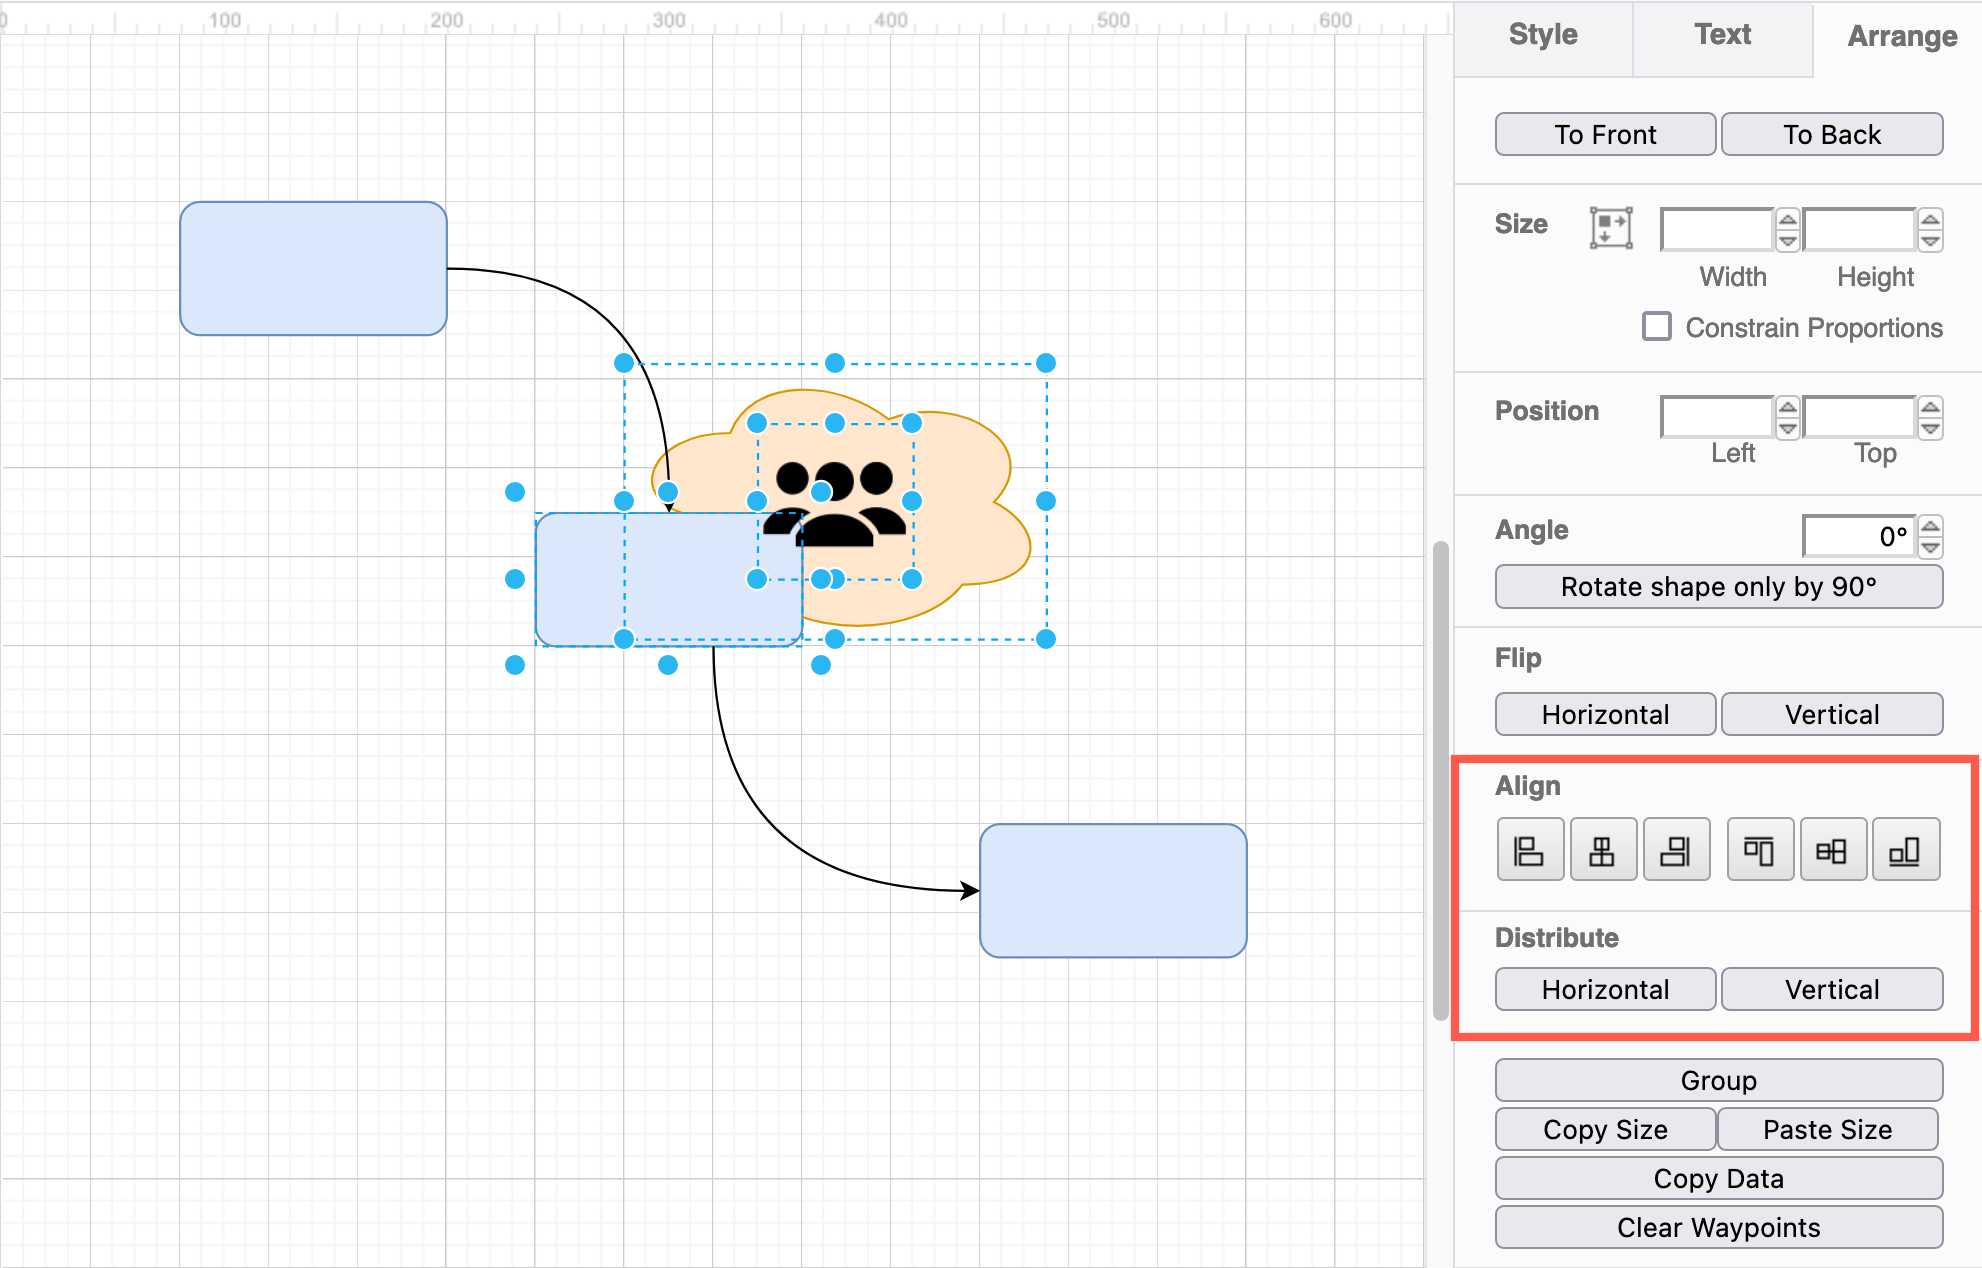 0 100 200 300 400 500 600
Style Text Arrange
To Front To Back
Size
Width Height
Constrain Proportions
Position
Left Top
Angle 0°
Rotate shape only by 90°
Flip
Horizontal Vertical
Align
Distribute
Horizontal Vertical
Group
Copy Size Paste Size
Copy Data
Clear Waypoints